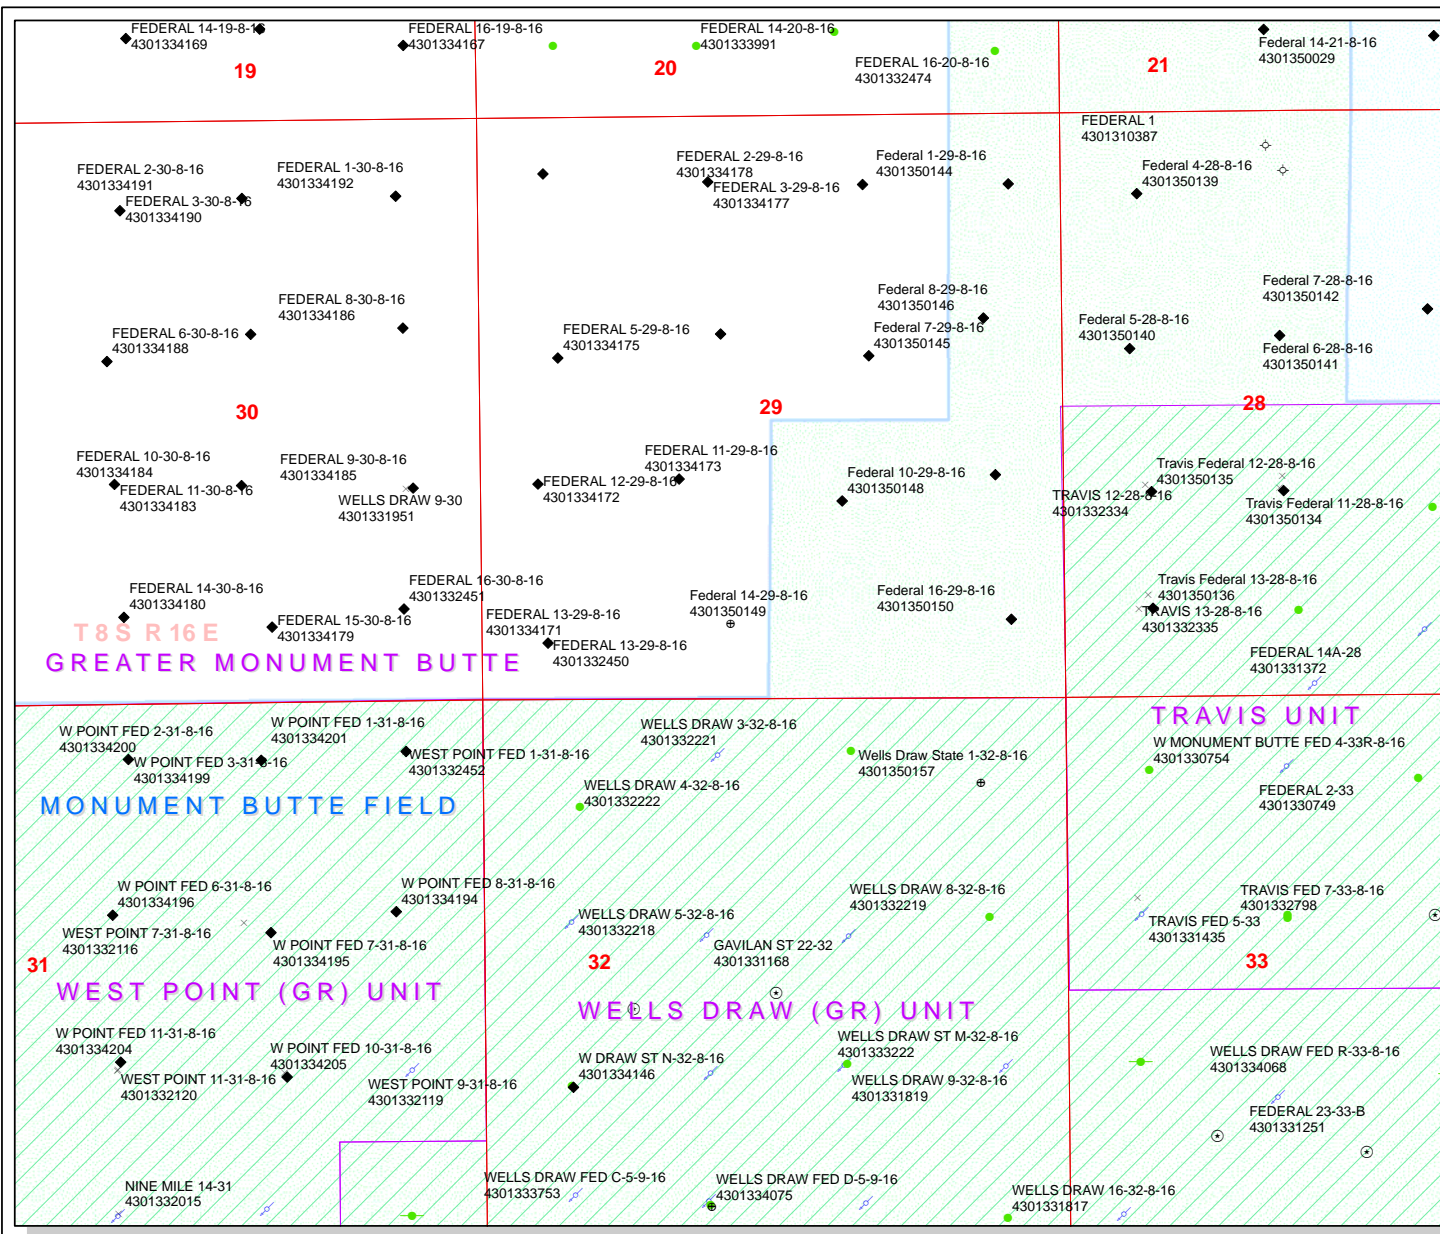 FEDERAL 14-19-8-16
4301334169
FEDERAL 16-19-8-16
4301334167
FEDERAL 14-20-8-16
4301333991
FEDERAL 16-20-8-16
4301332474
Federal 14-21-8-16
4301350029
19
20
21
FEDERAL 1
4301310387
FEDERAL 2-30-8-16
4301334191
FEDERAL 3-30-8-16
4301334190
FEDERAL 1-30-8-16
4301334192
FEDERAL 2-29-8-16
4301334178
FEDERAL 3-29-8-16
4301334177
Federal 1-29-8-16
4301350144
Federal 4-28-8-16
4301350139
FEDERAL 8-30-8-16
4301334186
FEDERAL 6-30-8-16
4301334188
FEDERAL 5-29-8-16
4301334175
Federal 8-29-8-16
4301350146
Federal 7-29-8-16
4301350145
Federal 5-28-8-16
4301350140
Federal 7-28-8-16
4301350142
Federal 6-28-8-16
4301350141
30
29
28
FEDERAL 10-30-8-16
4301334184
FEDERAL 11-30-8-16
4301334183
FEDERAL 9-30-8-16
4301334185
WELLS DRAW 9-30
4301331951
FEDERAL 12-29-8-16
4301334172
FEDERAL 11-29-8-16
4301334173
Federal 10-29-8-16
4301350148
Travis Federal 12-28-8-16
4301350135
TRAVIS 12-28-8-16
4301332334
Travis Federal 11-28-8-16
4301350134
FEDERAL 14-30-8-16
4301334180
FEDERAL 15-30-8-16
4301334179
FEDERAL 16-30-8-16
4301332451
FEDERAL 13-29-8-16
4301334171
FEDERAL 13-29-8-16
4301332450
Federal 14-29-8-16
4301350149
Federal 16-29-8-16
4301350150
Travis Federal 13-28-8-16
4301350136
TRAVIS 13-28-8-16
4301332335
FEDERAL 14A-28
4301331372
T 8 S R 16 E
GREATER MONUMENT BUTTE
TRAVIS UNIT
W POINT FED 2-31-8-16
4301334200
W POINT FED 3-31-8-16
4301334199
W POINT FED 1-31-8-16
4301334201
WEST POINT FED 1-31-8-16
4301332452
WELLS DRAW 3-32-8-16
4301332221
WELLS DRAW 4-32-8-16
4301332222
Wells Draw State 1-32-8-16
4301350157
W MONUMENT BUTTE FED 4-33R-8-16
4301330754
FEDERAL 2-33
4301330749
MONUMENT BUTTE FIELD
W POINT FED 6-31-8-16
4301334196
WEST POINT 7-31-8-16
4301332116
W POINT FED 8-31-8-16
4301334194
W POINT FED 7-31-8-16
4301334195
WELLS DRAW 5-32-8-16
4301332218
GAVILAN ST 22-32
4301331168
WELLS DRAW 8-32-8-16
4301332219
TRAVIS FED 7-33-8-16
4301332798
TRAVIS FED 5-33
4301331435
31
32
33
WEST POINT (GR) UNIT
WELLS DRAW (GR) UNIT
W POINT FED 11-31-8-16
4301334204
WEST POINT 11-31-8-16
4301332120
W POINT FED 10-31-8-16
4301334205
WEST POINT 9-31-8-16
4301332119
W DRAW ST N-32-8-16
4301334146
WELLS DRAW ST M-32-8-16
4301333222
WELLS DRAW 9-32-8-16
4301331819
WELLS DRAW FED R-33-8-16
4301334068
FEDERAL 23-33-B
4301331251
NINE MILE 14-31
4301332015
WELLS DRAW FED C-5-9-16
4301333753
WELLS DRAW FED D-5-9-16
4301334075
WELLS DRAW 16-32-8-16
4301331817